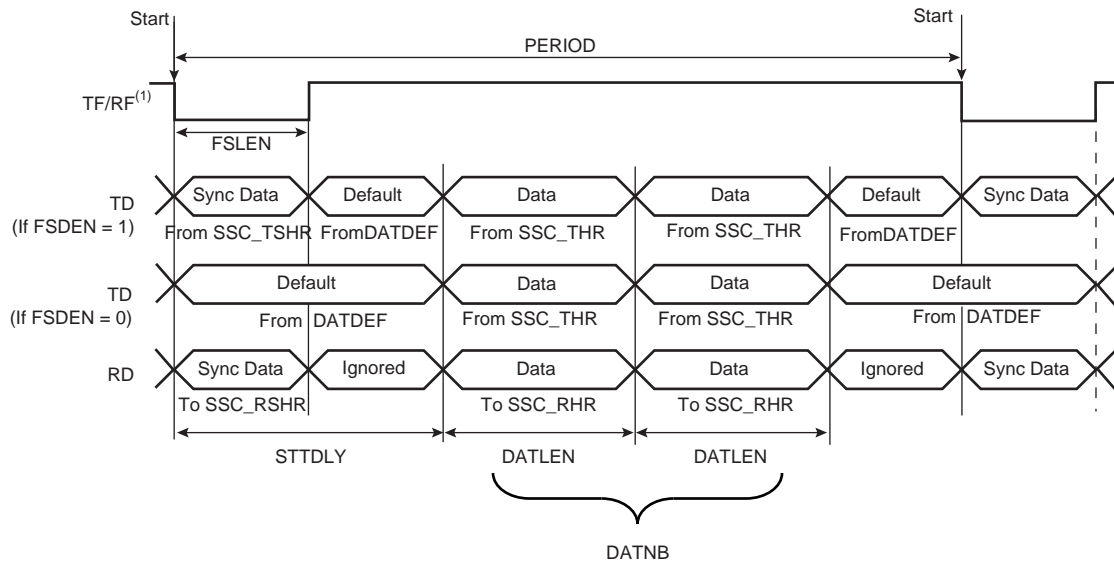 Start
Start
PERIOD
TF/RF(1)
FSLEN
TD
(If FSDEN = 1)
Sync Data
Default
Data
Data
Default
Sync Data
From SSC_TSHR
FromDATDEF
From SSC_THR
From SSC_THR
FromDATDEF
TD
(If FSDEN = 0)
Default
Data
Data
Default
From DATDEF
From SSC_THR
From SSC_THR
From DATDEF
RD
Sync Data
Ignored
Data
Data
Ignored
Sync Data
To SSC_RSHR
To SSC_RHR
To SSC_RHR
STTDLY
DATLEN
DATLEN
DATNB